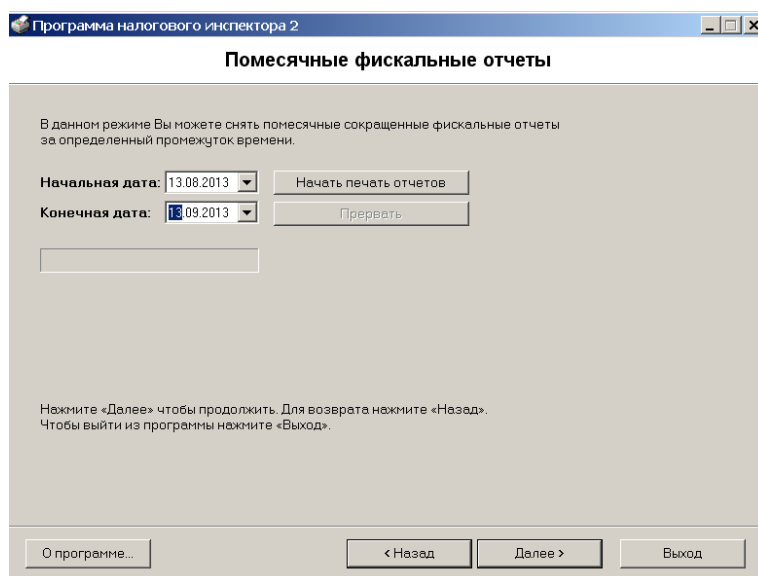 Программа налогового инспектора 2
Помесячные фискальные отчеты
В данном режиме Вы можете снять помесячные сокращенные фискальные отчеты
за определенный промежуток времени.
Начальная дата: 13.08.2013 Начать печать отчетов
Конечная дата: 13.09.2013 Прервать
Нажмите «Далее» чтобы продолжить. Для возврата нажмите «Назад».
Чтобы выйти из программы нажмите «Выход».
О программе... < Назад Далее > Выход